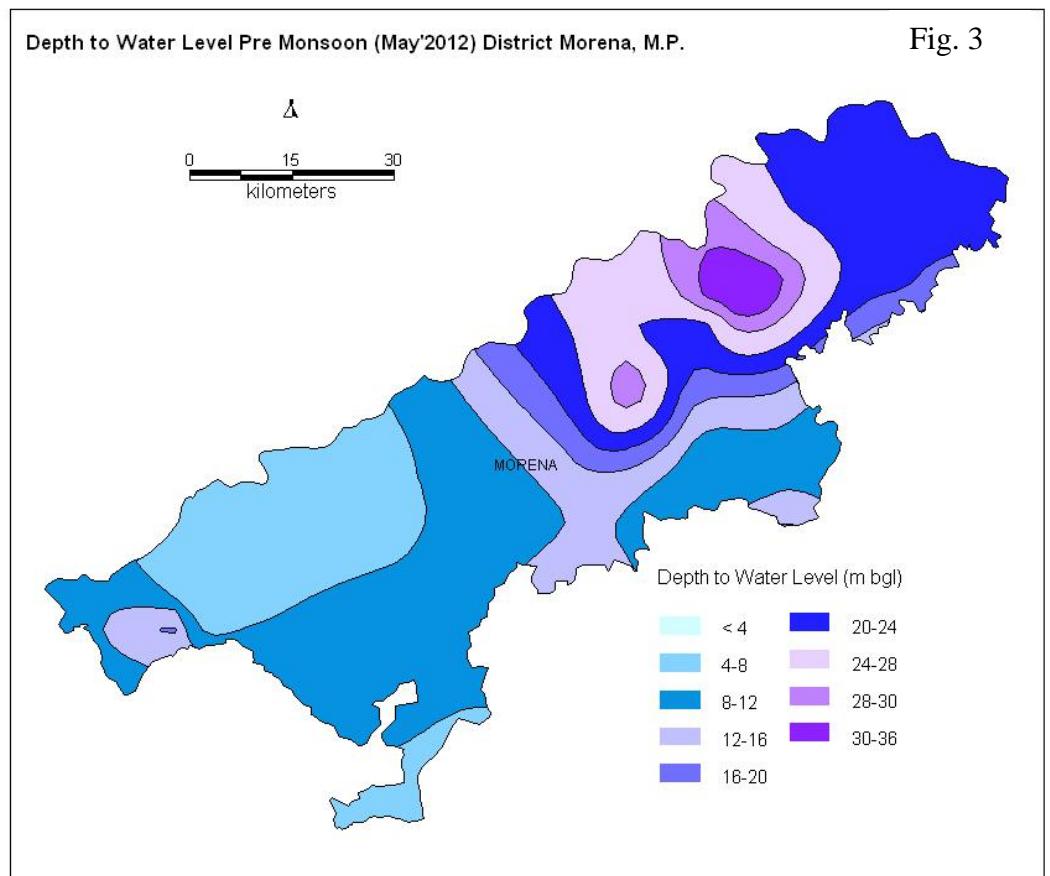 Depth to Water Level Pre Monsoon (May'2012) District Morena, M.P.
Fig. 3
0 15 30
kilometers
MORENA
Depth to Water Level (m bgl)
< 4
4-8
8-12
12-16
16-20
20-24
24-28
28-30
30-36